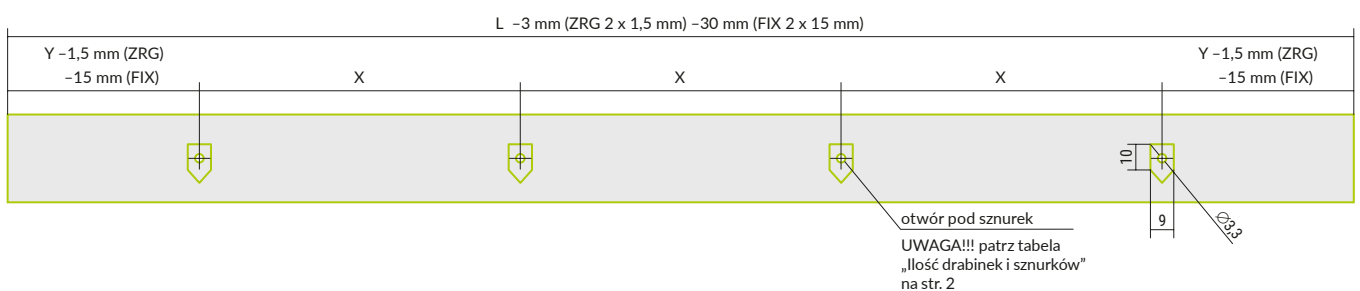 L –3 mm (ZRG 2 x 1,5 mm) –30 mm (FIX 2 x 15 mm)
Y –1,5 mm (ZRG)
–15 mm (FIX)
X
X
X
Y –1,5 mm (ZRG)
–15 mm (FIX)
10
9
∅3,3
otwór pod sznurek
UWAGA!!! patrz tabela
„Ilość drabinek i sznurków”
na str. 2